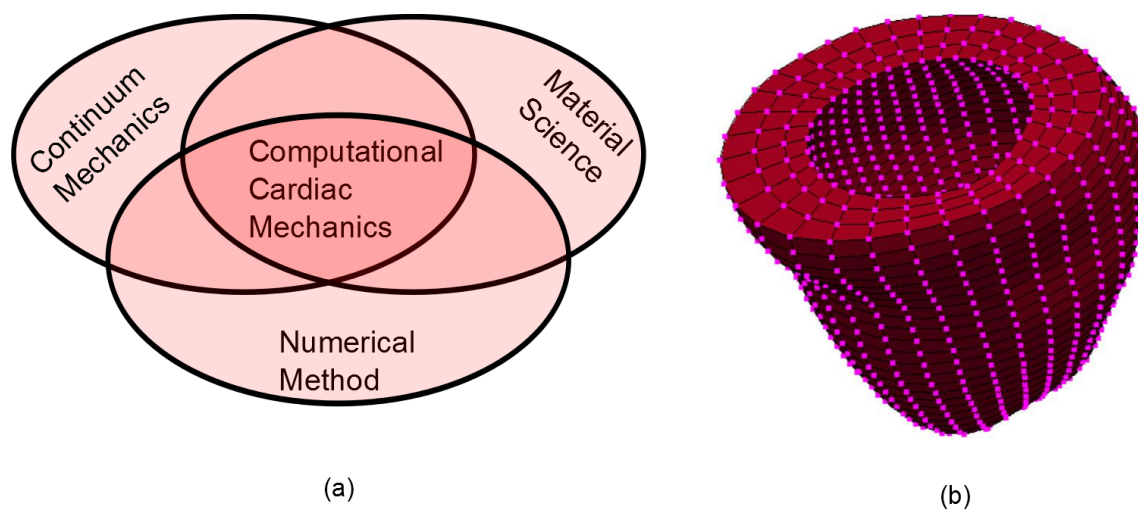 Continuum
Mechanics
Material
Science
Computational
Cardiac
Mechanics
Numerical
Method
(a)
(b)